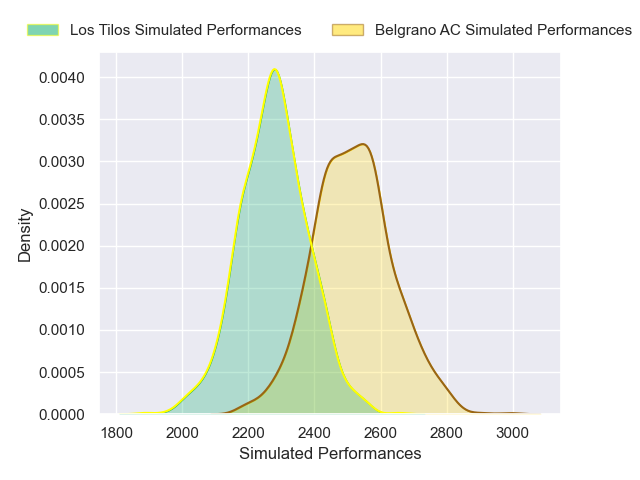 Los Tilos Simulated Performances Belgrano AC Simulated Performances
0.0040
0.0035
0.0030
0.0025
0.0020
0.0015
0.0010
0.0005
0.0000
Density
1800 2000 2200 2400 2600 2800 3000
Simulated Performances